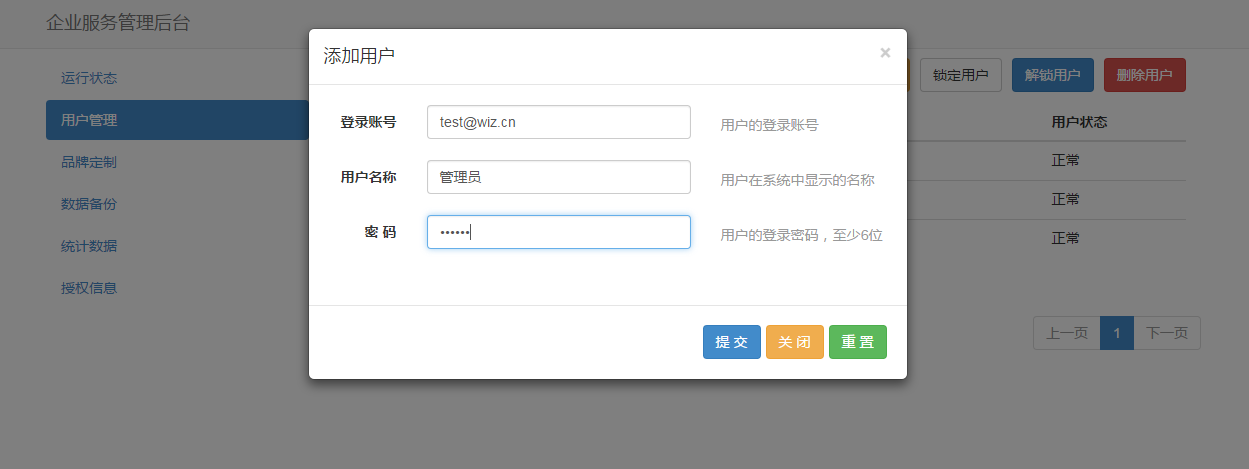 企业服务管理后台
添加用户
×
运行状态
用户管理
品牌定制
数据备份
统计数据
授权信息
锁定用户 解锁用户 删除用户
用户状态
正常
正常
正常
登录账号 test@wiz.cn 用户的登录账号
用户名称 管理员 用户在系统中显示的名称
密 码 •••••• 用户的登录密码，至少6位
提 交 关 闭 重 置
上一页 1 下一页